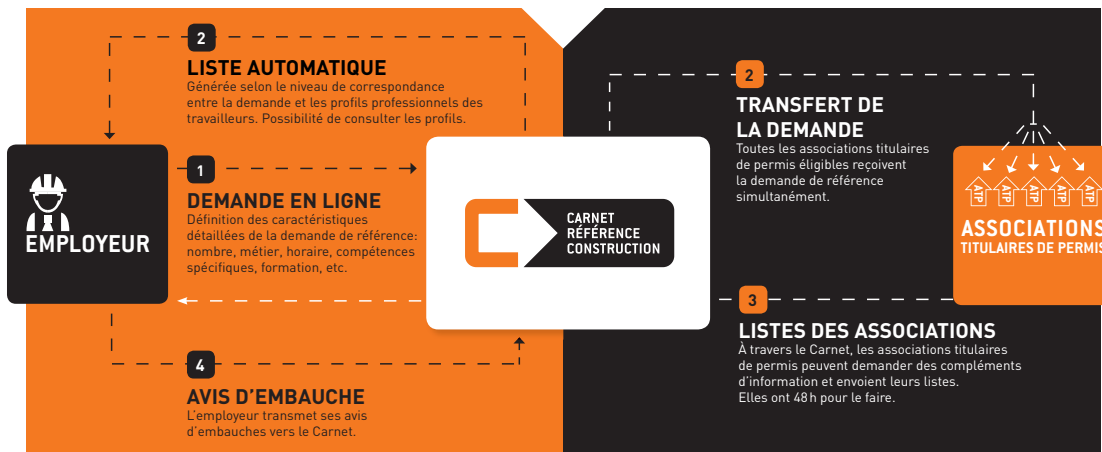 2
LISTE AUTOMATIQUE
Générée selon le niveau de correspondance
entre la demande et les profils professionnels des
travailleurs. Possibilité de consulter les profils.
1
DEMANDE EN LIGNE
Définition des caractéristiques
détaillées de la demande de référence:
nombre, métier, horaire, compétences
spécifiques, formation, etc.
EMPLOYEUR
4
AVIS D'EMBAUCHE
L'employeur transmet ses avis
d'embauches vers le Carnet.
CARNET
RÉFÉRENCE
CONSTRUCTION
2
TRANSFERT DE
LA DEMANDE
Toutes les associations titulaires
de permis éligibles reçoivent
la demande de référence
simultanément.
ATP
ATP
ATP
ATP
ATP
ASSOCIATIONS
TITULAIRES DE PERMIS
3
LISTES DES ASSOCIATIONS
À travers le Carnet, les associations titulaires
de permis peuvent demander des compléments
d'information et envoient leurs listes.
Elles ont 48h pour le faire.